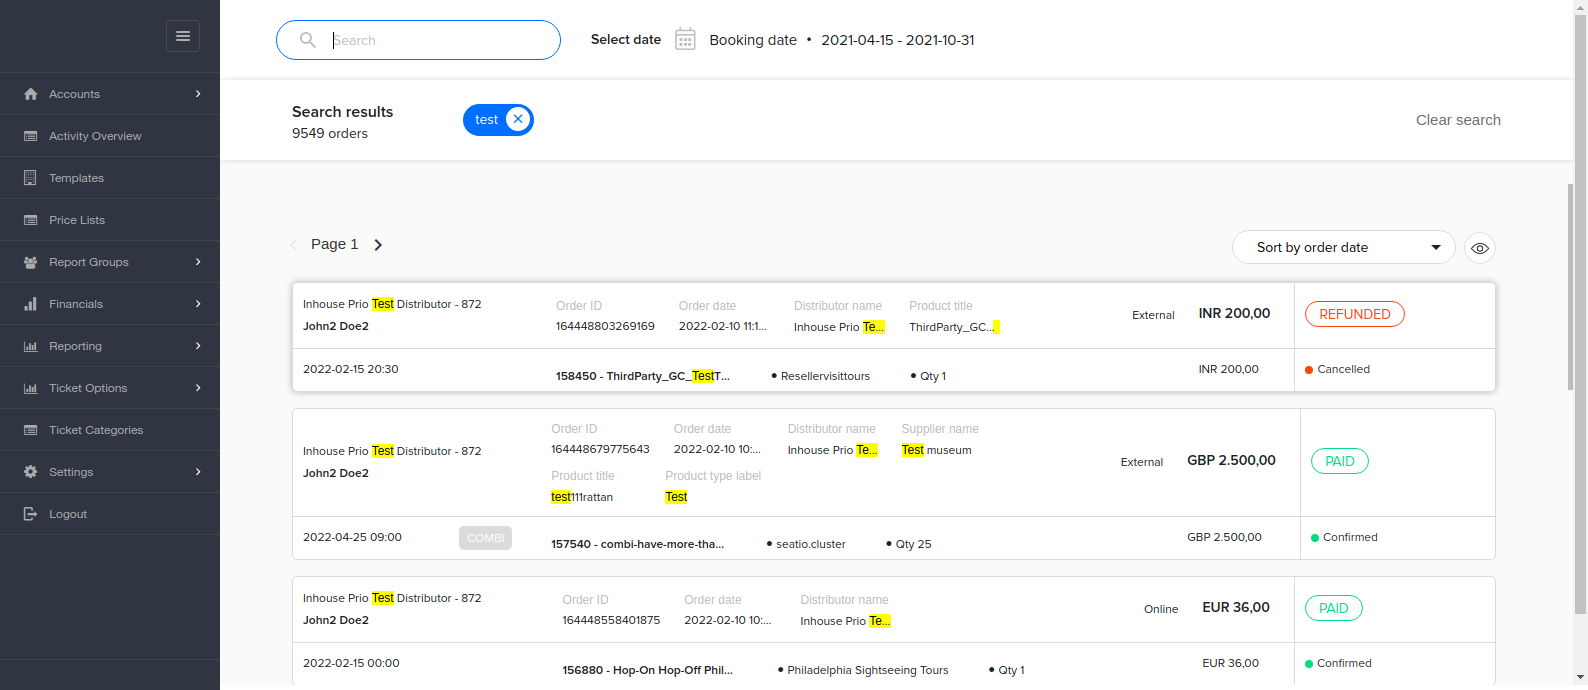 Search
Select date
Booking date • 2021-04-15 - 2021-10-31
Accounts
Activity Overview
Templates
Price Lists
Report Groups
Financials
Reporting
Ticket Options
Ticket Categories
Settings
Logout
Search results
9549 orders
test
Clear search
Page 1
Sort by order date
Inhouse Prio Test Distributor - 872
John2 Doe2
Order ID
164448803269169
Order date
2022-02-10 11:1...
Distributor name
Inhouse Prio Te...
Product title
ThirdParty_GC...
External
INR 200,00
REFUNDED
2022-02-15 20:30
158450 - ThirdParty_GC_TestT...
• Resellervisittours
• Qty 1
INR 200,00
Cancelled
Inhouse Prio Test Distributor - 872
John2 Doe2
Order ID
164448679775643
Order date
2022-02-10 10:...
Distributor name
Inhouse Prio Te...
Supplier name
Test museum
Product title
test111rattan
Product type label
Test
External
GBP 2.500,00
PAID
2022-04-25 09:00
COMBI
157540 - combi-have-more-tha...
• seatio.cluster
• Qty 25
GBP 2.500,00
Confirmed
Inhouse Prio Test Distributor - 872
John2 Doe2
Order ID
164448558401875
Order date
2022-02-10 10:...
Distributor name
Inhouse Prio Te...
Online
EUR 36,00
PAID
2022-02-15 00:00
156880 - Hop-On Hop-Off Phil...
• Philadelphia Sightseeing Tours
• Qty 1
EUR 36,00
Confirmed